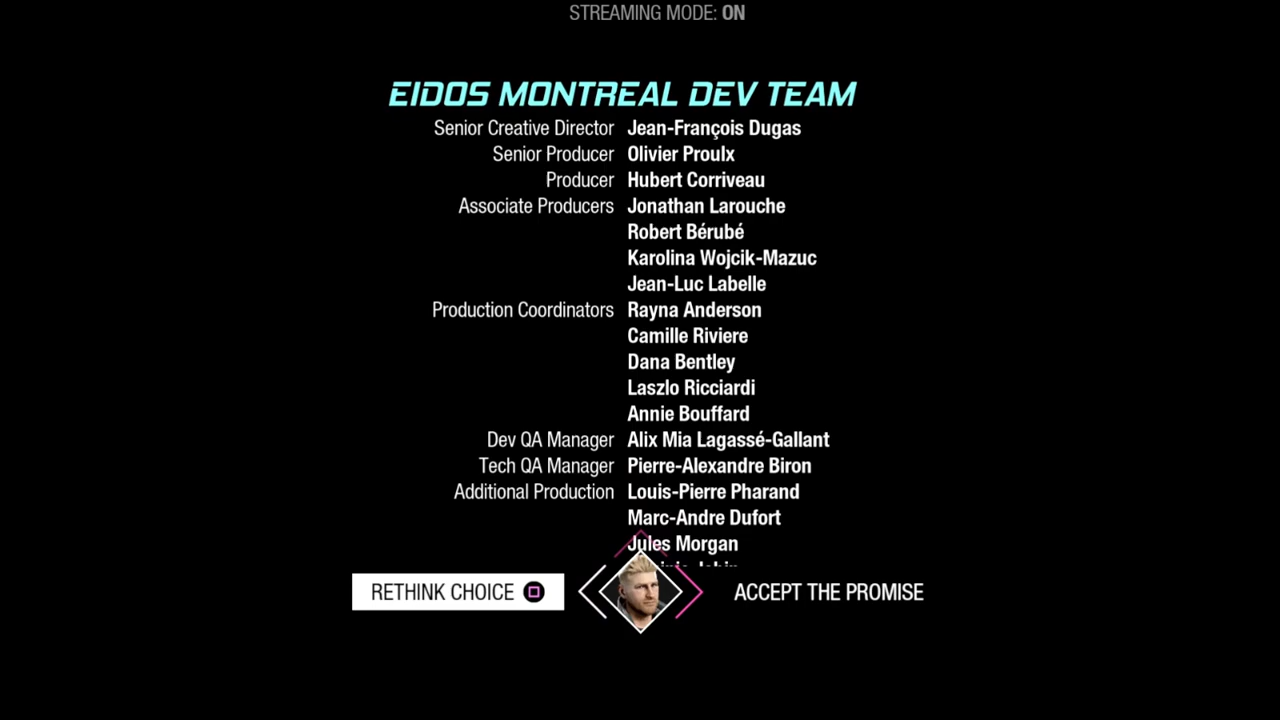 STREAMING MODE: ON
EIDOS MONTREAL DEV TEAM
Senior Creative Director Jean-François Dugas
Senior Producer Olivier Proulx
Producer Hubert Corriveau
Associate Producers Jonathan Larouche
Robert Bérubé
Karolina Wojcik-Mazuc
Jean-Luc Labelle
Production Coordinators Rayna Anderson
Camille Riviere
Dana Bentley
Laszlo Ricciardi
Annie Bouffard
Dev QA Manager Alix Mia Lagassé-Gallant
Tech QA Manager Pierre-Alexandre Biron
Additional Production Louis-Pierre Pharand
Marc-Andre Dufort
Jules Morgan
RETHINK CHOICE ACCEPT THE PROMISE